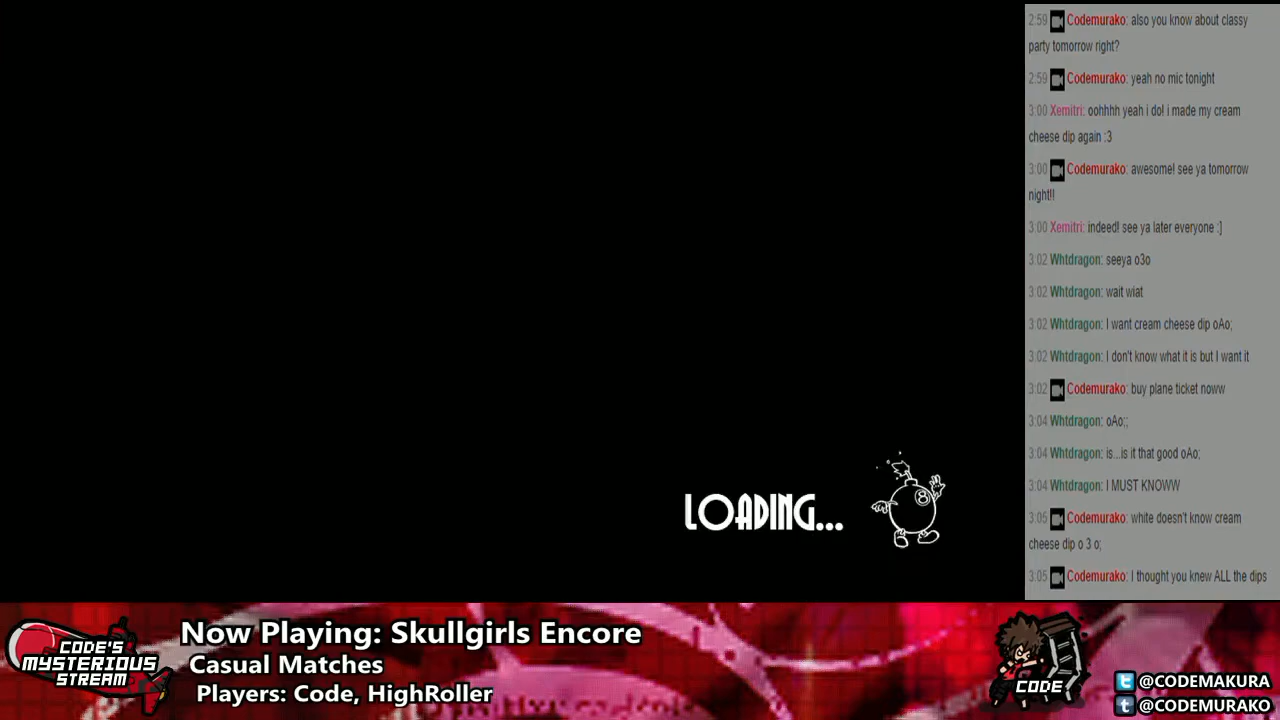 2:59 Codemurako: also you know about classy
party tomorrow right?
2:59 Codemurako: yeah no mic tonight
3:00 Xemitri: oohhhh yeah i do! i made my cream
cheese dip again :3
3:00 Codemurako: awesome! see ya tomorrow
night!!
3:00 Xemitri: indeed! see ya later everyone :]
3:02 Whtdragon: seeya o3o
3:02 Whtdragon: wait wiat
3:02 Whtdragon: I want cream cheese dip oAo;
3:02 Whtdragon: I don't know what it is but I want it
3:02 Codemurako: buy plane ticket noww
3:04 Whtdragon: oAo;;
3:04 Whtdragon: is...is it that good oAo;
3:04 Whtdragon: I MUST KNOWW
3:05 Codemurako: white doesn't know cream
cheese dip o 3 o;
3:05 Codemurako: I thought you knew ALL the dips
8
LOADING...
CODE'S
MYSTERIOUS
STREAM
Now Playing: Skullgirls Encore
Casual Matches
Players: Code, HighRoller
CODE
t @CODEMAKURA
t @CODEMURAKO